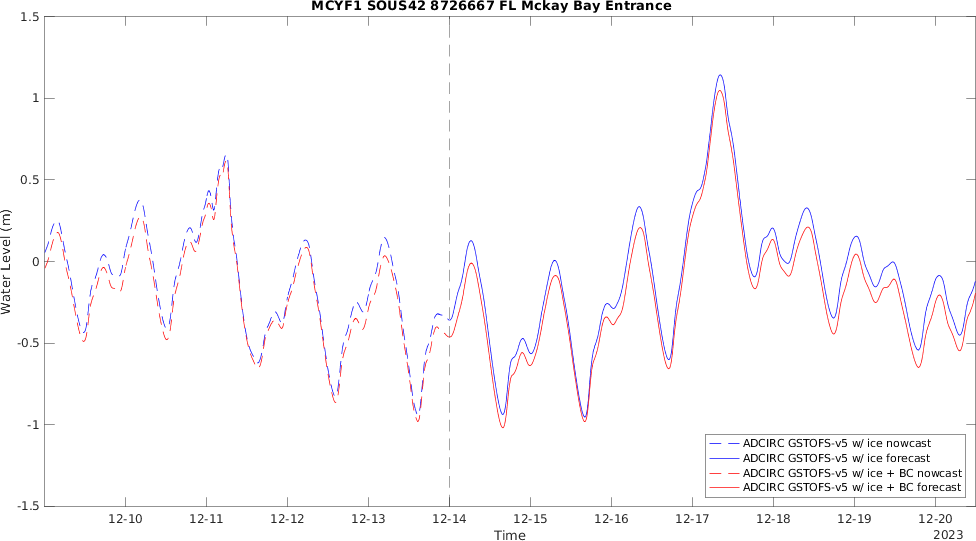 MCYF1 SOUS42 8726667 FL Mckay Bay Entrance
1.5
1
0.5
0
-0.5
-1
-1.5
Water Level (m)
12-10 12-11 12-12 12-13 12-14 12-15 12-16 12-17 12-18 12-19 12-20
2023
Time
ADCIRC GSTOFS-v5 w/ ice nowcast
ADCIRC GSTOFS-v5 w/ ice forecast
ADCIRC GSTOFS-v5 w/ ice + BC nowcast
ADCIRC GSTOFS-v5 w/ ice + BC forecast